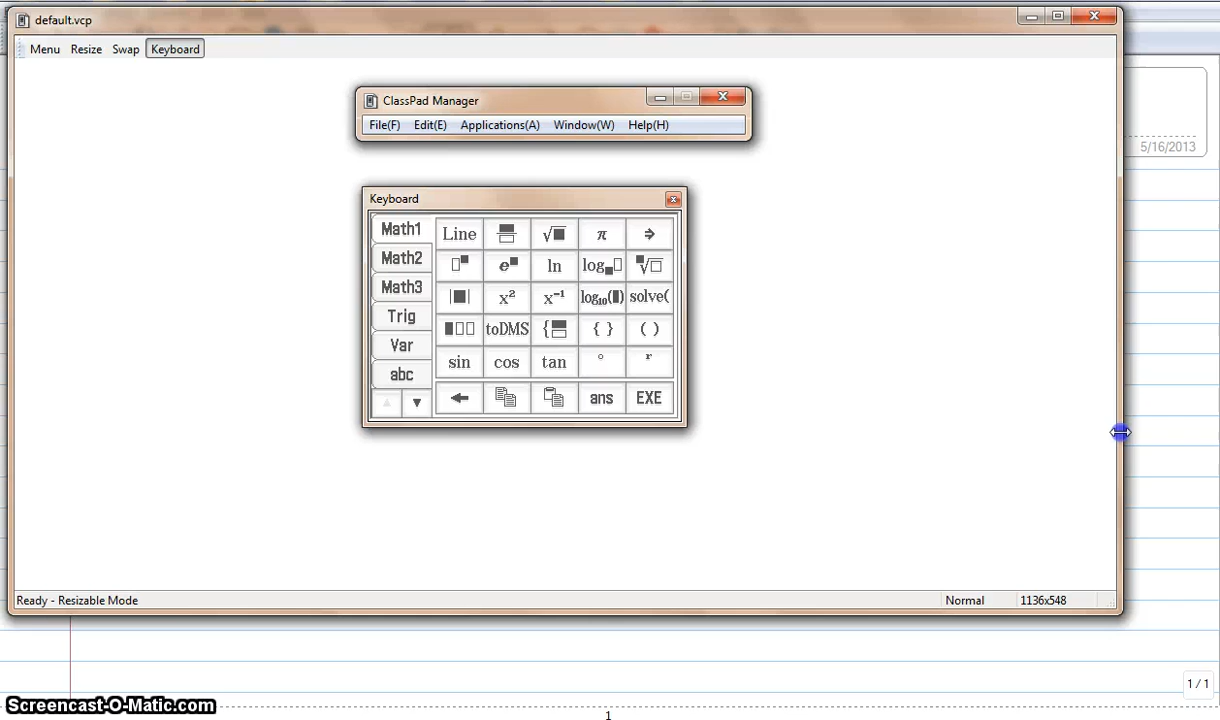 default.vcp
Menu Resize Swap Keyboard
ClassPad Manager
File(F) Edit(E) Applications(A) Window(W) Help(H)
5/16/2013
Keyboard
Math1 Line √■ π ⇒
Math2 □■ e■ ln log■□ ■√□
Math3 |■| x² x⁻¹ log₁₀(■) solve(
Trig ■□□ toDMS { } ( )
Var sin cos tan ° r
abc
▲ ▼ ← ans EXE
Ready - Resizable Mode Normal 1136x548
1 / 1
Screencast-O-Matic.com
1